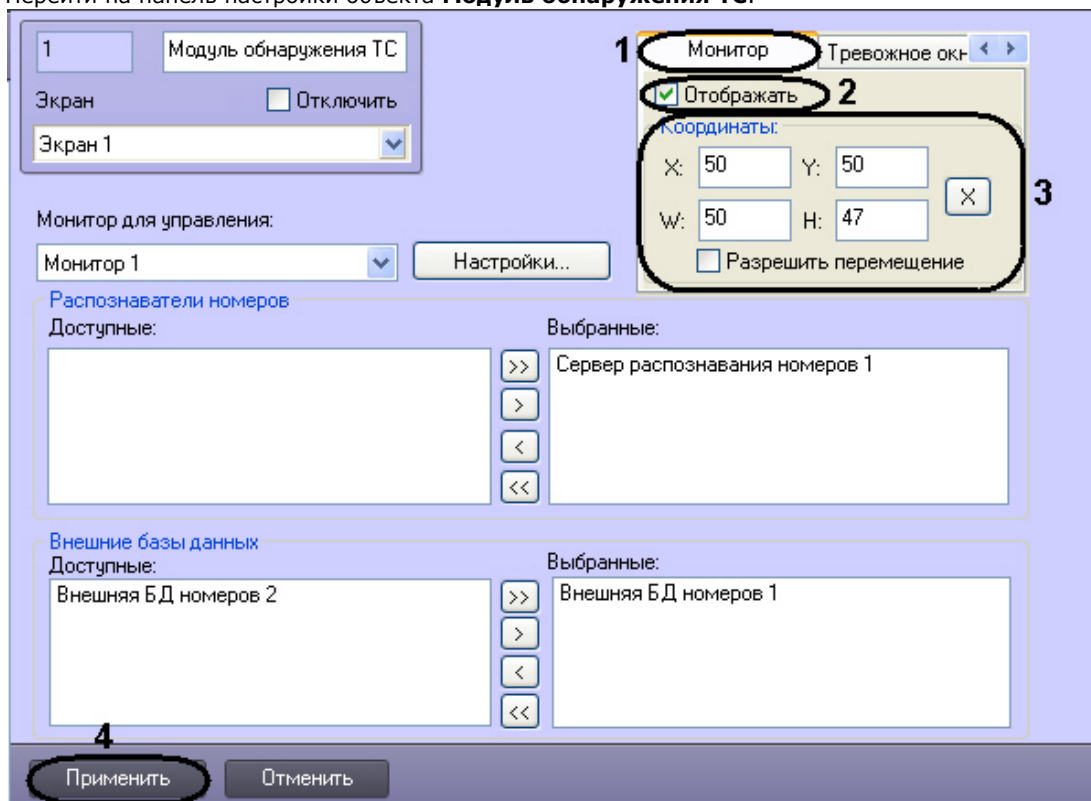 Перейти на панель настройки объекта Модуль обнаружения ТС.
1 Модуль обнаружения ТС
Экран Отключить
Экран 1
Монитор для управления:
Монитор 1 Настройки...
1 Монитор Тревожное окн
Отображать 2
Координаты:
X: 50 Y: 50
X 3
W: 50 H: 47
Разрешить перемещение
Распознаватели номеров
Доступные: Выбранные:
Сервер распознавания номеров 1
>>
>
<
<<
Внешние базы данных
Доступные: Выбранные:
Внешняя БД номеров 2 >> Внешняя БД номеров 1
>
<
<<
4
Применить Отменить